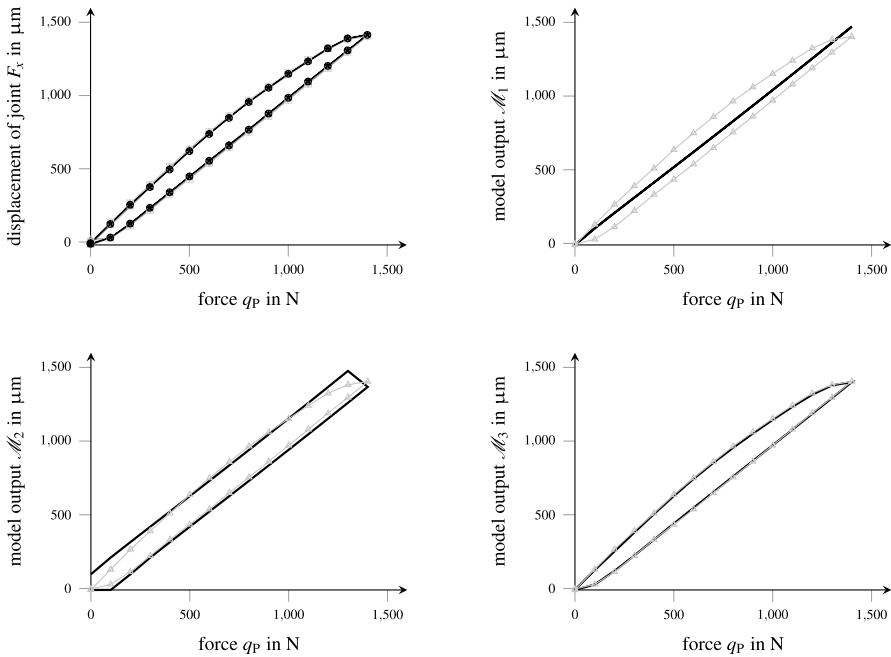 displacement of joint Fₓ in µm
1,500
1,000
500
0
0 500 1,000 1,500
force q_P in N
model output ℳ₁ in µm
1,500
1,000
500
0
0 500 1,000 1,500
force q_P in N
model output ℳ₂ in µm
1,500
1,000
500
0
0 500 1,000 1,500
force q_P in N
model output ℳ₃ in µm
1,500
1,000
500
0
0 500 1,000 1,500
force q_P in N